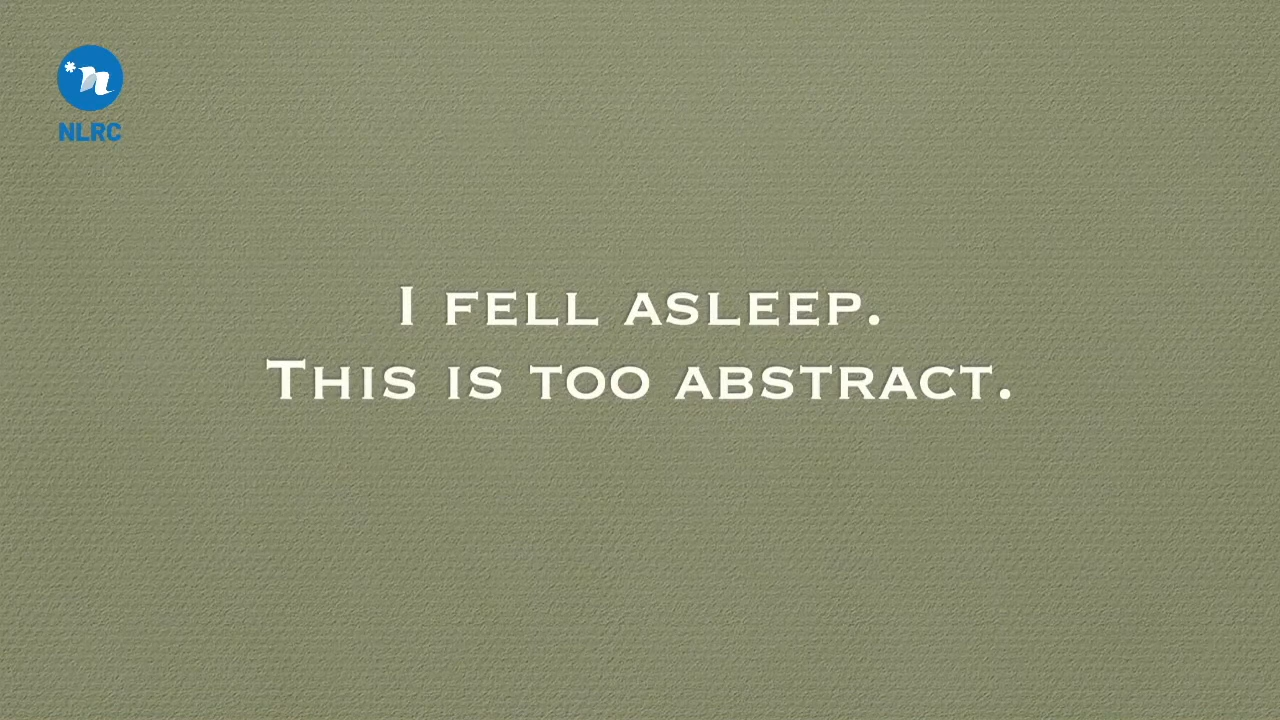 *n
NLRC
I FELL ASLEEP.
THIS IS TOO ABSTRACT.